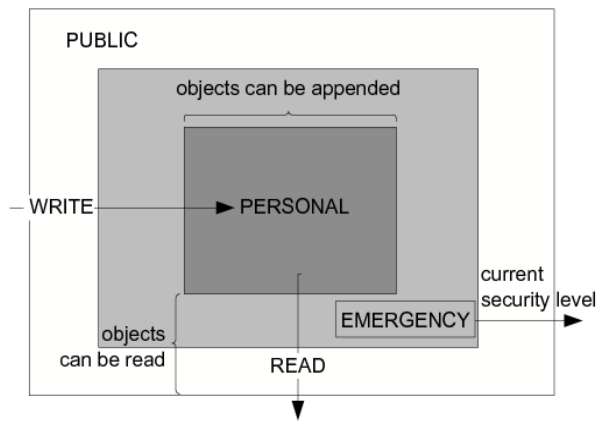 PUBLIC
objects can be appended
WRITE
PERSONAL
current
security level
EMERGENCY
objects
can be read
READ